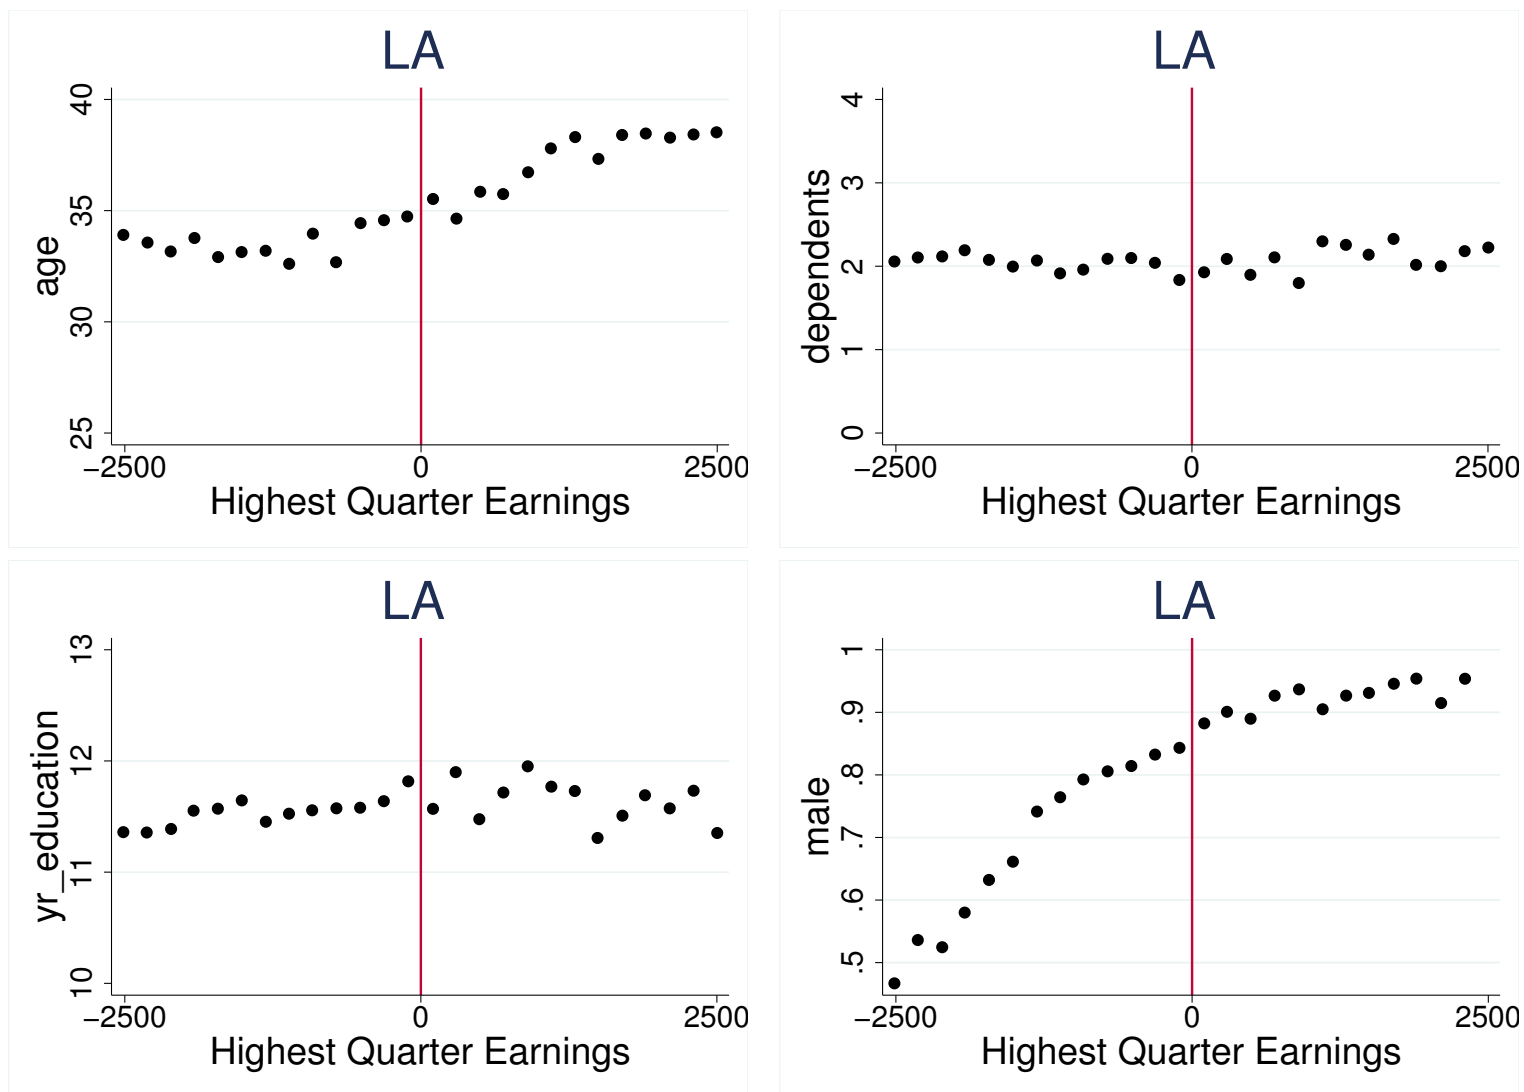 LA
age
40
35
30
25
−2500
0
2500
Highest Quarter Earnings
LA
dependents
4
3
2
1
0
−2500
0
2500
Highest Quarter Earnings
LA
yr_education
13
12
11
10
−2500
0
2500
Highest Quarter Earnings
LA
male
1
.9
.8
.7
.6
.5
−2500
0
2500
Highest Quarter Earnings